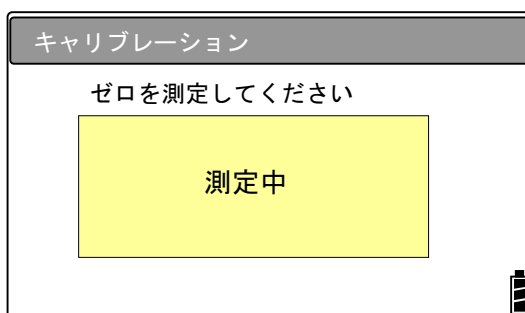 キャリブレーション
ゼロを測定してください
測定中